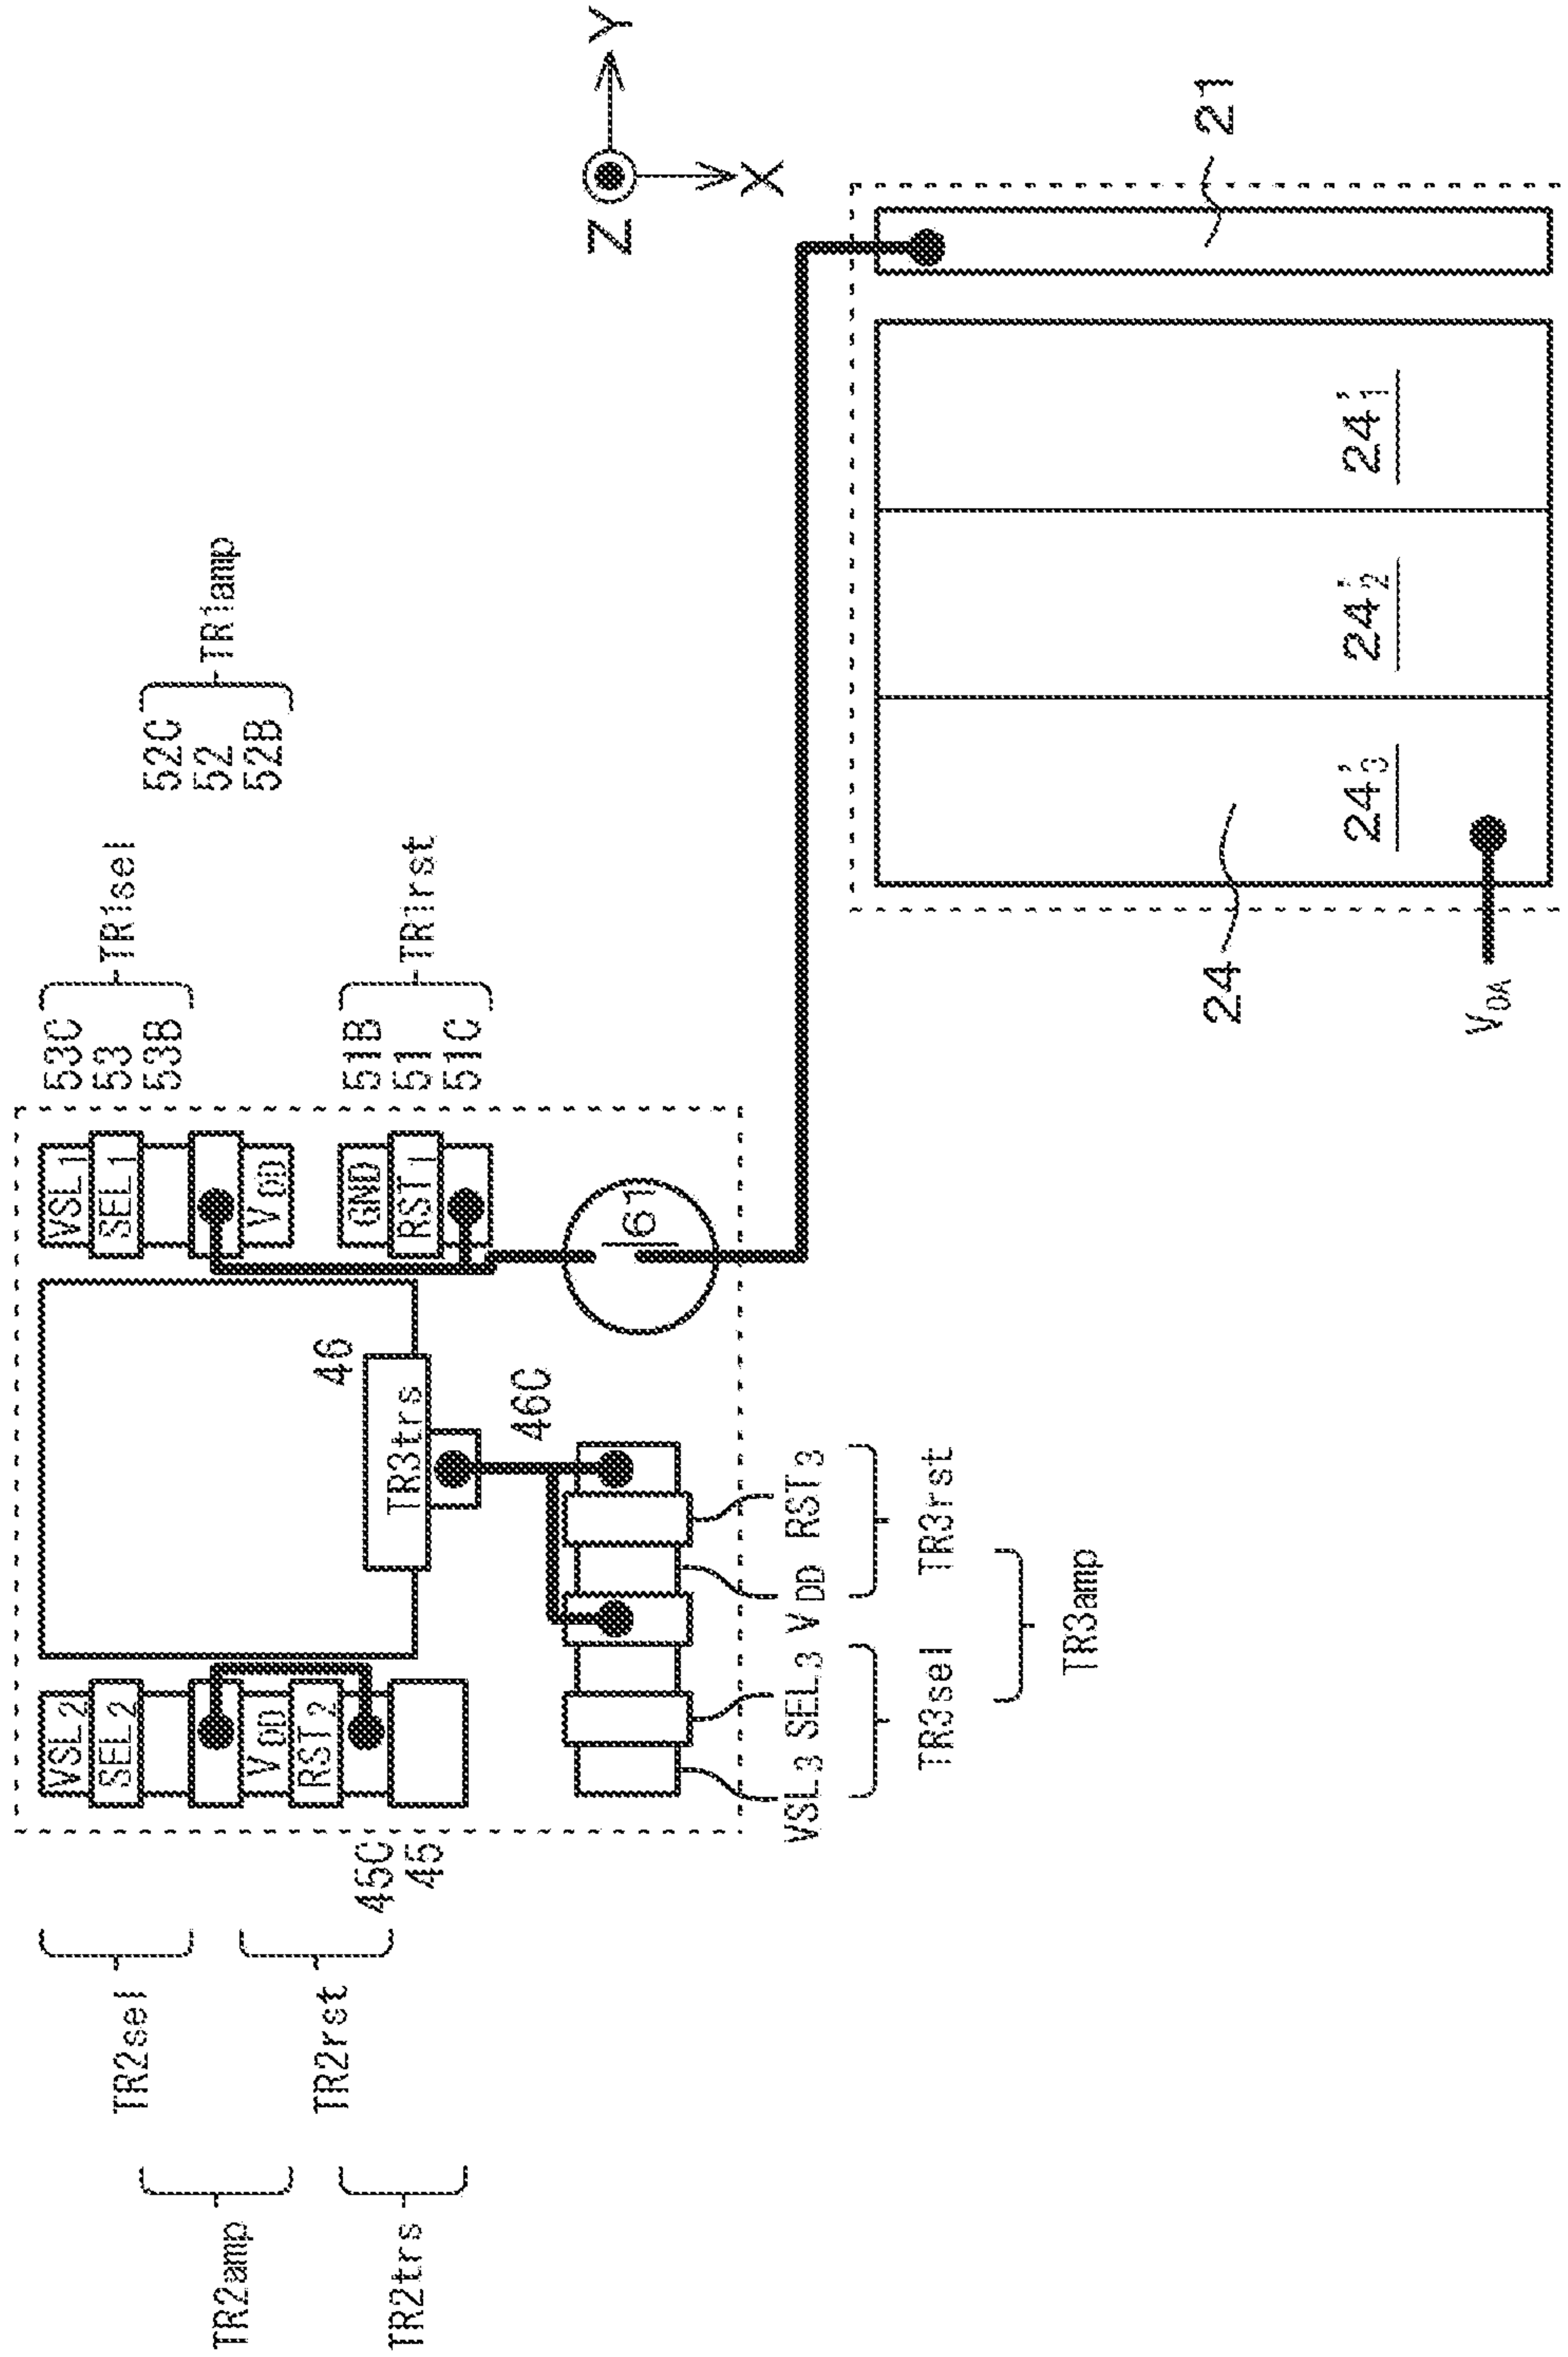 TR2amp
TR2trs
TR2sel
TR2rst
45C
45
VSL2
SEL2
VDD
RST2
46
TR3trs
46C
VSL1
SEL1
VDD
GND
RST1
61
53C
53
53B
TR1sel
51B
51
51C
TR1rst
52C
52
52B
TR1amp
VSL3 SEL3 VDD RST3
TR3sel TR3rst
TR3amp
Z
Y
X
21
24
24'3
24'2
24'1
VOA